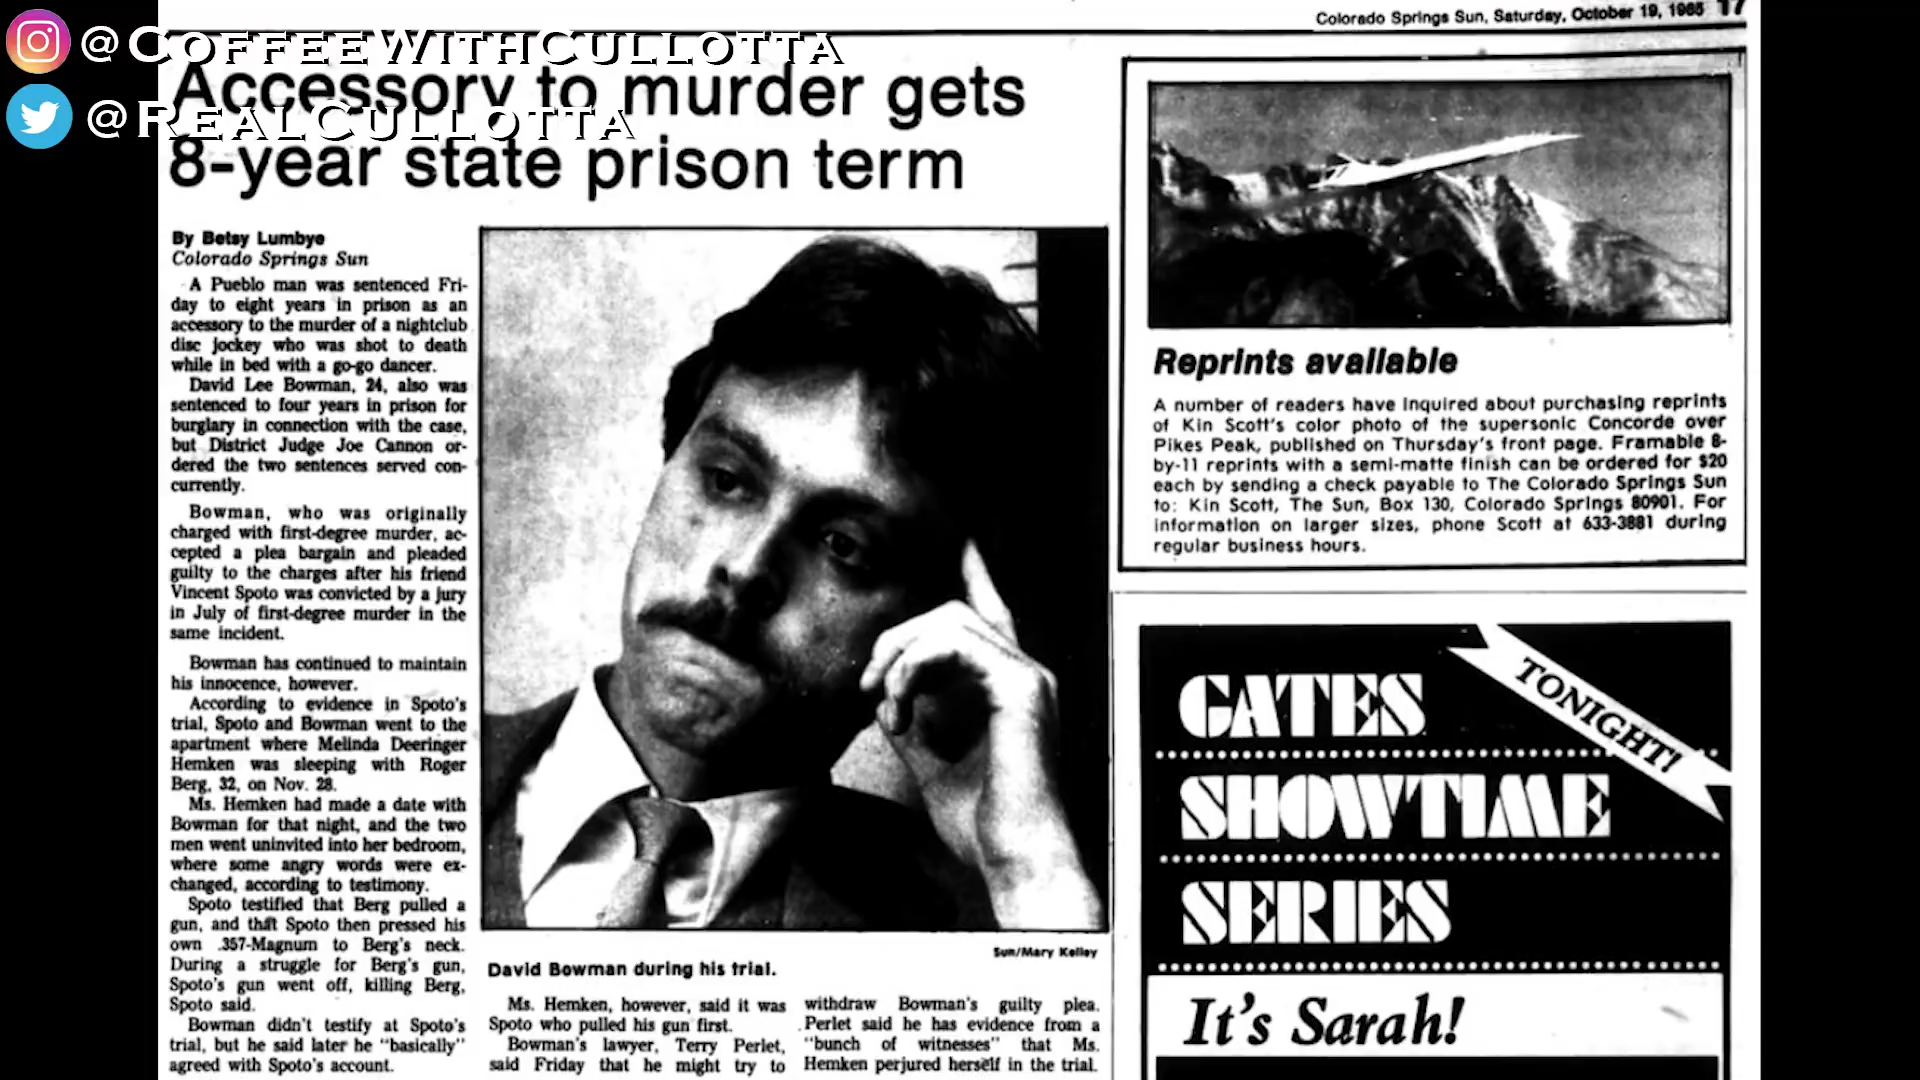 @CoffeeWithCullotta
@RealCullotta
Colorado Springs Sun, Saturday, October 19, 1985 17
Accessory to murder gets
8-year state prison term
By Betsy Lumbye
Colorado Springs Sun
A Pueblo man was sentenced Fri-
day to eight years in prison as an
accessory to the murder of a nightclub
disc jockey who was shot to death
while in bed with a go-go dancer.
David Lee Bowman, 24, also was
sentenced to four years in prison for
burglary in connection with the case,
but District Judge Joe Cannon or-
dered the two sentences served con-
currently.
Bowman, who was originally
charged with first-degree murder, ac-
cepted a plea bargain and pleaded
guilty to the charges after his friend
Vincent Spoto was convicted by a jury
in July of first-degree murder in the
same incident.
Bowman has continued to maintain
his innocence, however.
According to evidence in Spoto's
trial, Spoto and Bowman went to the
apartment where Melinda Deeringer
Hemken was sleeping with Roger
Berg, 32, on Nov. 28.
Ms. Hemken had made a date with
Bowman for that night, and the two
men went uninvited into her bedroom,
where some angry words were ex-
changed, according to testimony.
Spoto testified that Berg pulled a
gun, and that Spoto then pressed his
own .357-Magnum to Berg's neck.
During a struggle for Berg's gun,
Spoto's gun went off, killing Berg,
Spoto said.
Bowman didn't testify at Spoto's
trial, but he said later he "basically"
agreed with Spoto's account.
Sun/Mary Kelley
David Bowman during his trial.
Ms. Hemken, however, said it was
Spoto who pulled his gun first.
Bowman's lawyer, Terry Perlet,
said Friday that he might try to
withdraw Bowman's guilty plea.
Perlet said he has evidence from a
"bunch of witnesses" that Ms.
Hemken perjured herself in the trial.
Reprints available
A number of readers have inquired about purchasing reprints
of Kin Scott's color photo of the supersonic Concorde over
Pikes Peak, published on Thursday's front page. Framable 8-
by-11 reprints with a semi-matte finish can be ordered for $20
each by sending a check payable to The Colorado Springs Sun
to: Kin Scott, The Sun, Box 130, Colorado Springs 80901. For
information on larger sizes, phone Scott at 633-3881 during
regular business hours.
GATES
SHOWTIME
SERIES
TONIGHT!
It's Sarah!